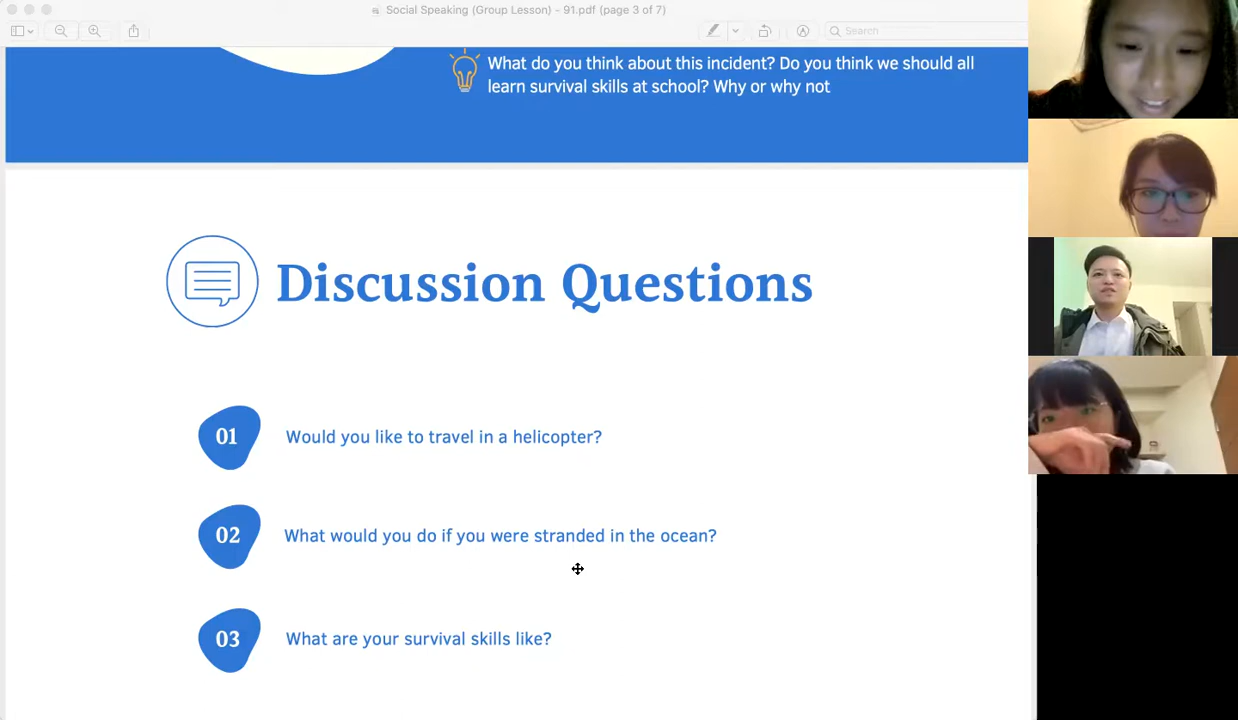 Social Speaking (Group Lesson) - 91.pdf (page 3 of 7)
Search
What do you think about this incident? Do you think we should all
learn survival skills at school? Why or why not
Discussion Questions
01
Would you like to travel in a helicopter?
02
What would you do if you were stranded in the ocean?
03
What are your survival skills like?